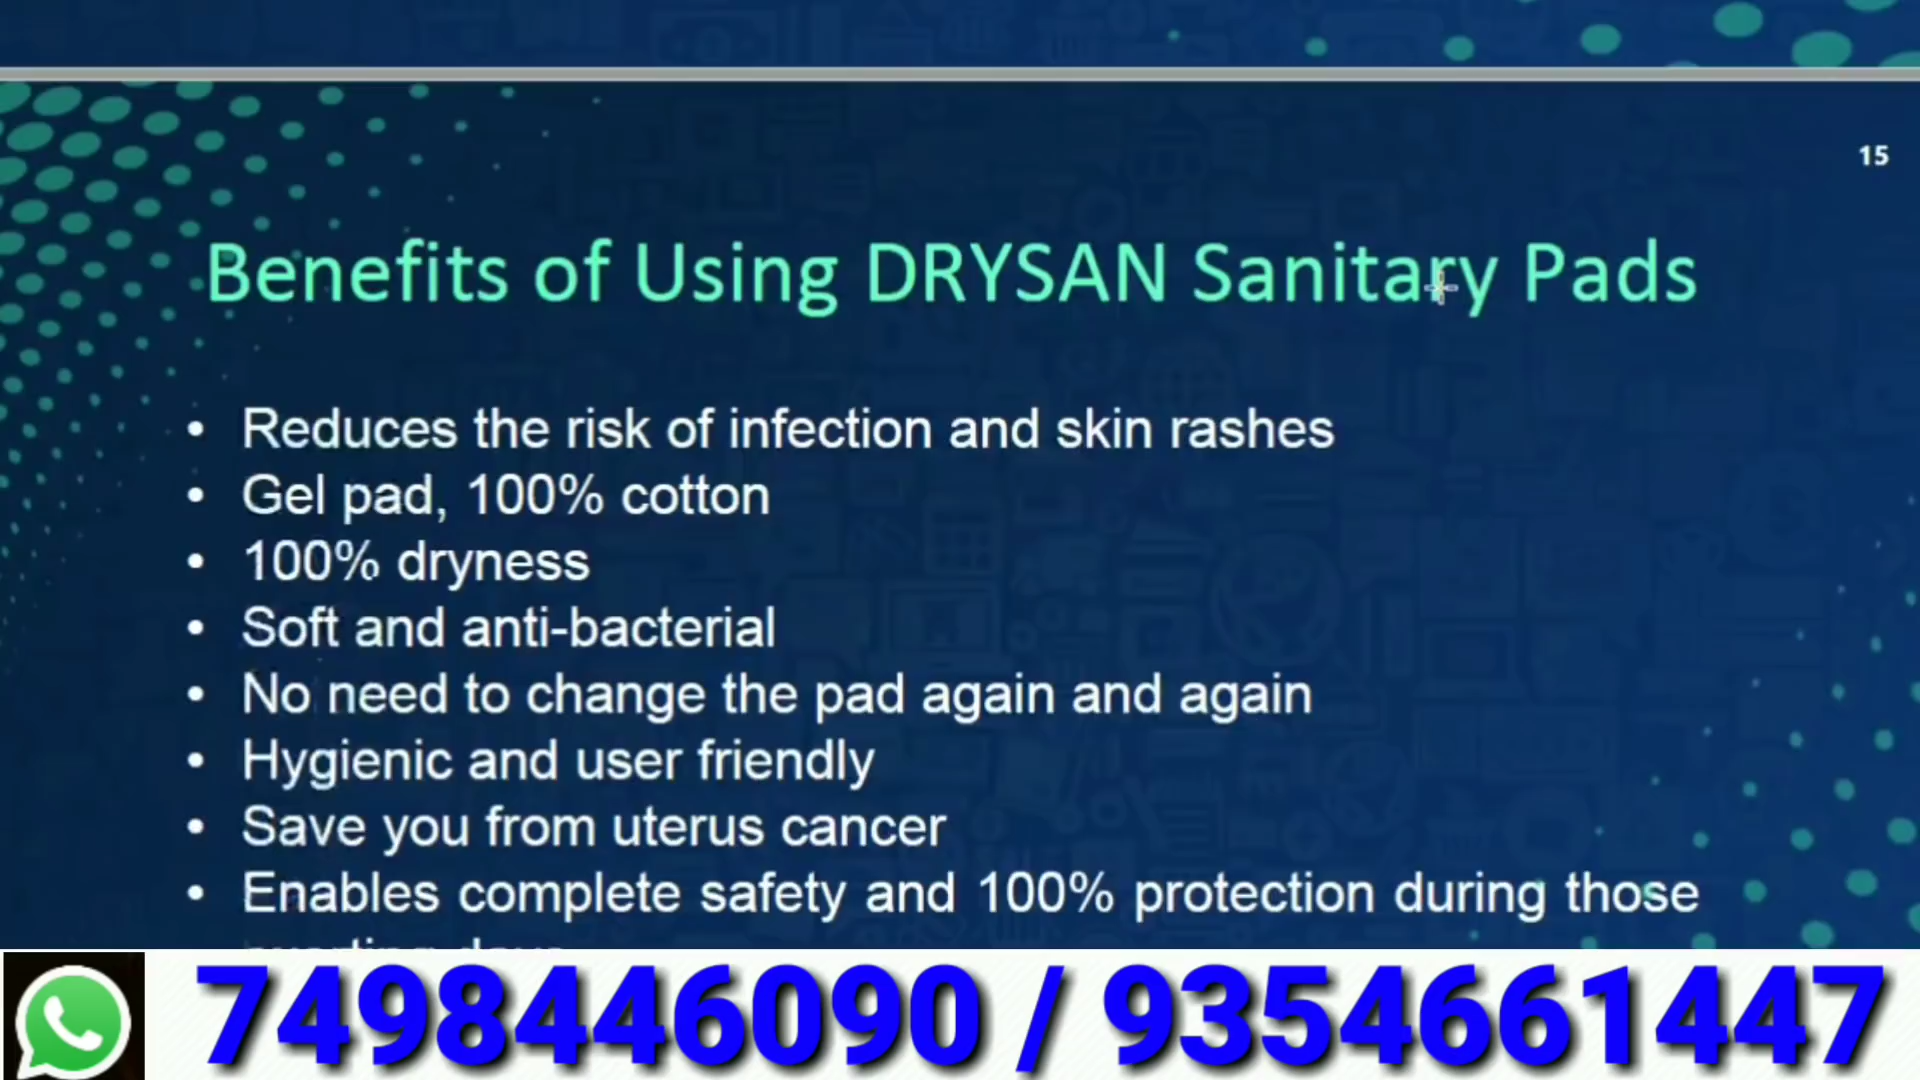 15
Benefits of Using DRYSAN Sanitary Pads
• Reduces the risk of infection and skin rashes
• Gel pad, 100% cotton
• 100% dryness
• Soft and anti-bacterial
• No need to change the pad again and again
• Hygienic and user friendly
• Save you from uterus cancer
• Enables complete safety and 100% protection during those
days
7498446090 / 9354661447